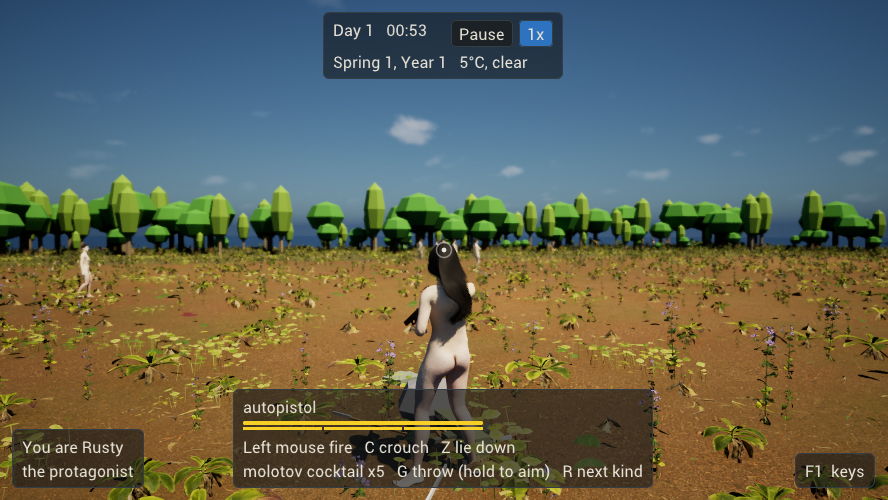 Day 1 00:53 Pause 1x
Spring 1, Year 1 5°C, clear
autopistol
Left mouse fire C crouch Z lie down
molotov cocktail x5 G throw (hold to aim) R next kind
You are Rusty
the protagonist
F1 keys